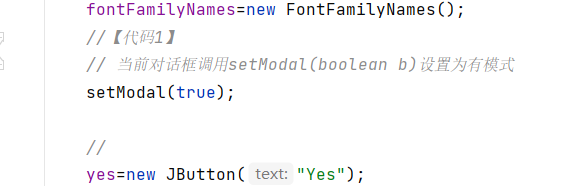 fontFamilyNames=new FontFamilyNames();
//【代码1】
// 当前对话框调用setModal(boolean b)设置为有模式
setModal(true);
//
yes=new JButton( text: "Yes");